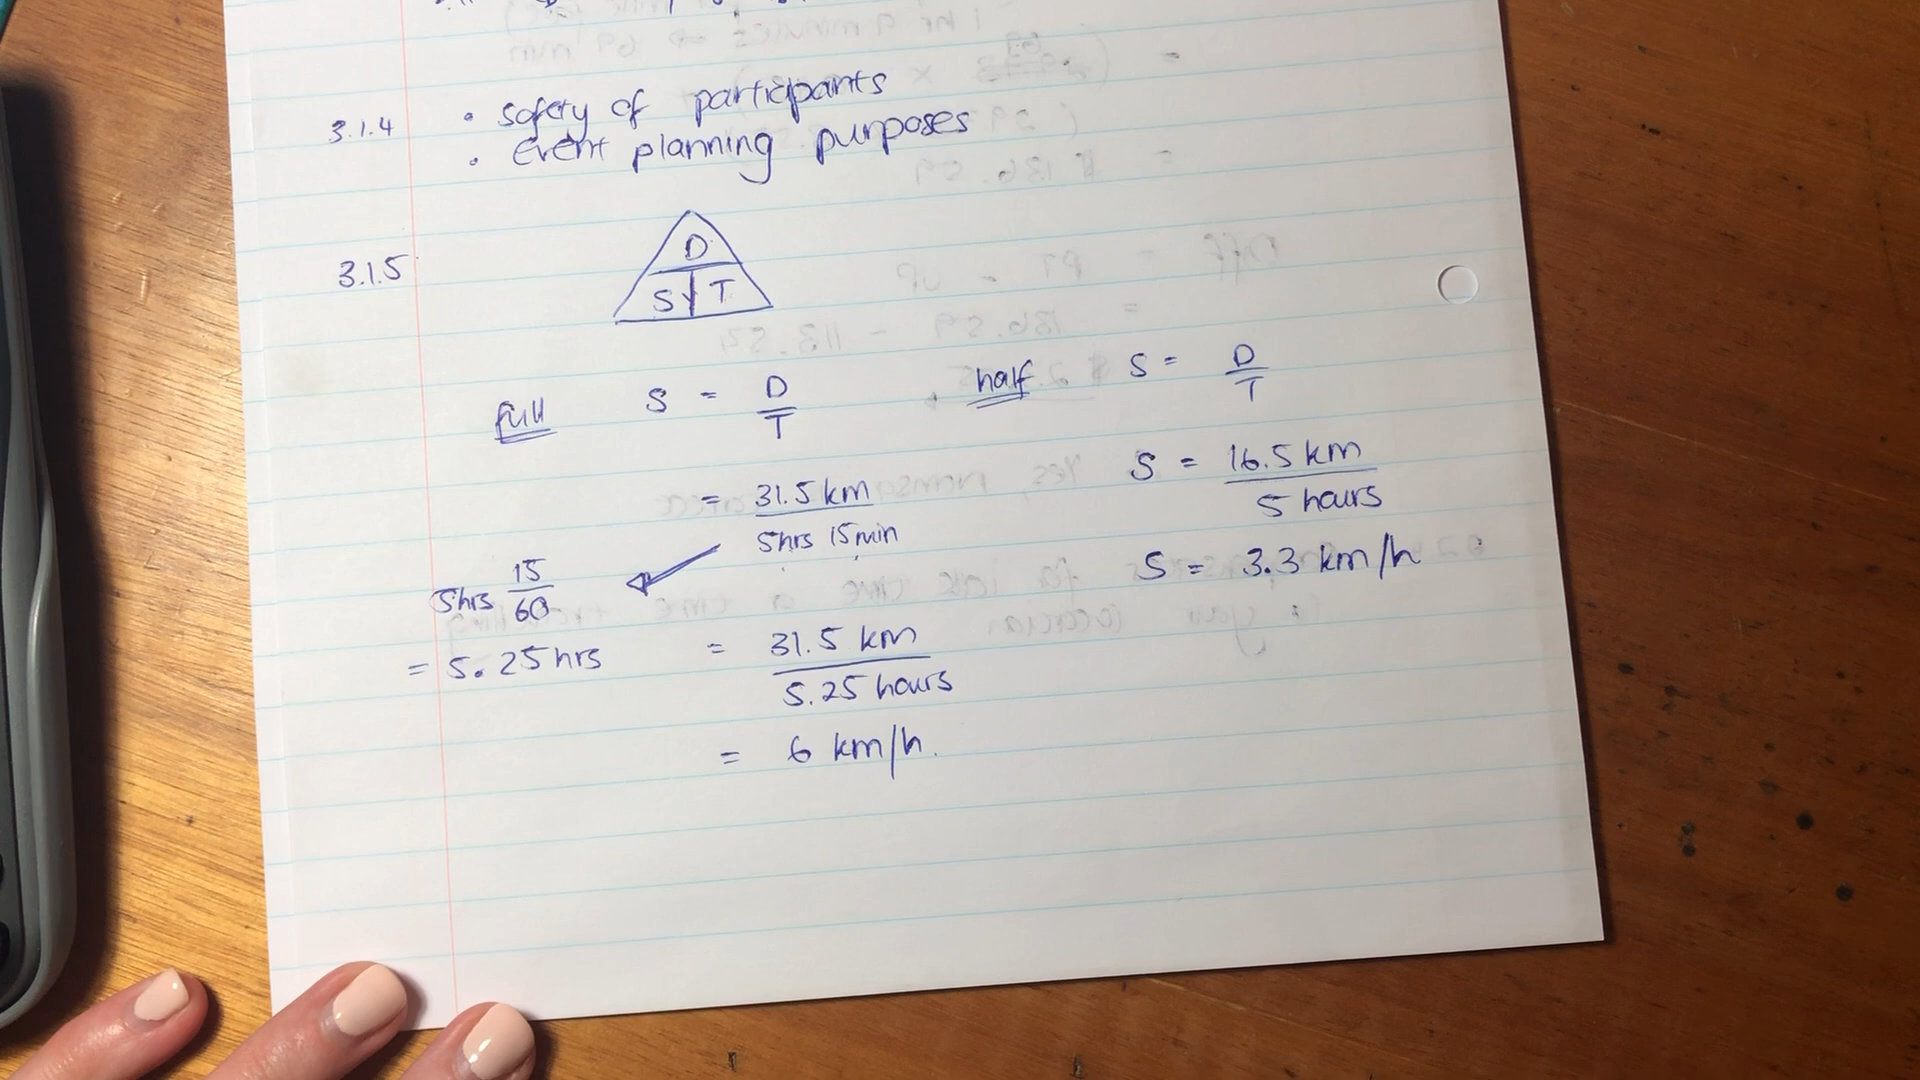 3.1.4 • safety of participants
• event planning purposes
3.1.5
D
S T
full S = D/T
= 31.5 km / 5hrs 15min
5hrs 15/60
= 5.25hrs
= 31.5 km / 5.25 hours
= 6 km/h.
half S = D/T
S = 16.5 km / 5 hours
S = 3.3 km/h